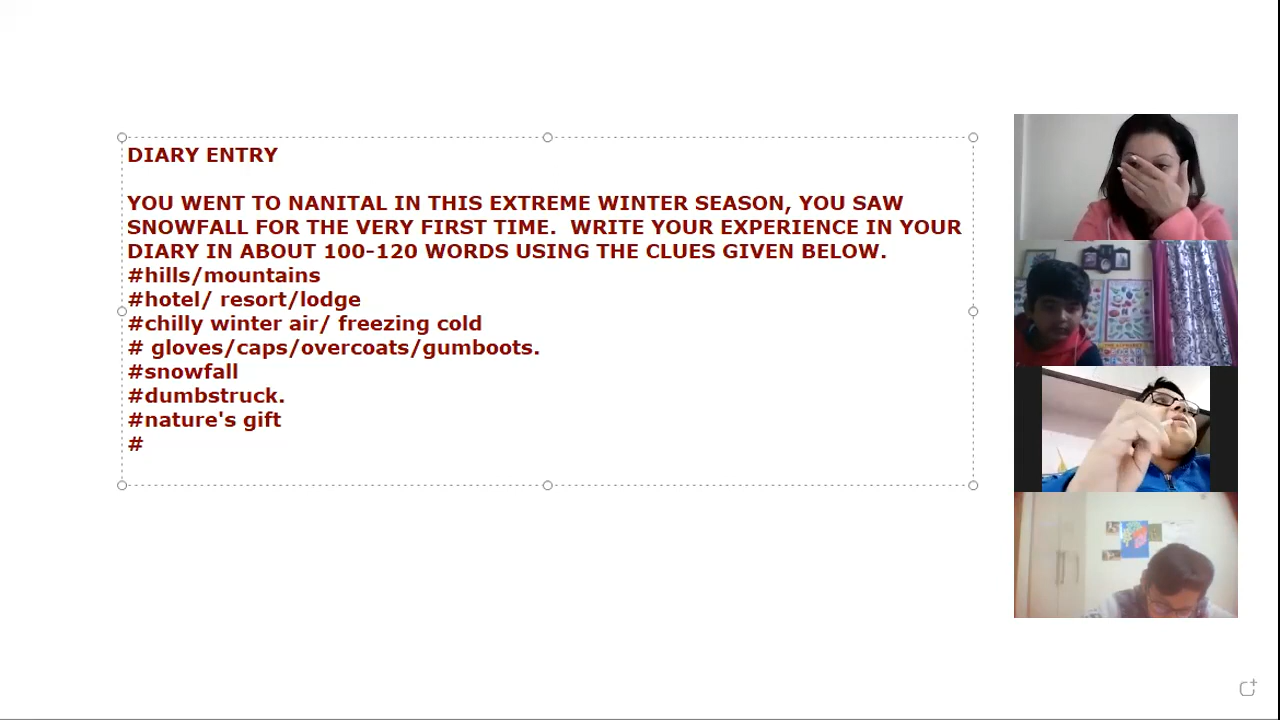 DIARY ENTRY
YOU WENT TO NANITAL IN THIS EXTREME WINTER SEASON, YOU SAW
SNOWFALL FOR THE VERY FIRST TIME.  WRITE YOUR EXPERIENCE IN YOUR
DIARY IN ABOUT 100-120 WORDS USING THE CLUES GIVEN BELOW.
#hills/mountains
#hotel/ resort/lodge
#chilly winter air/ freezing cold
# gloves/caps/overcoats/gumboots.
#snowfall
#dumbstruck.
#nature's gift
#